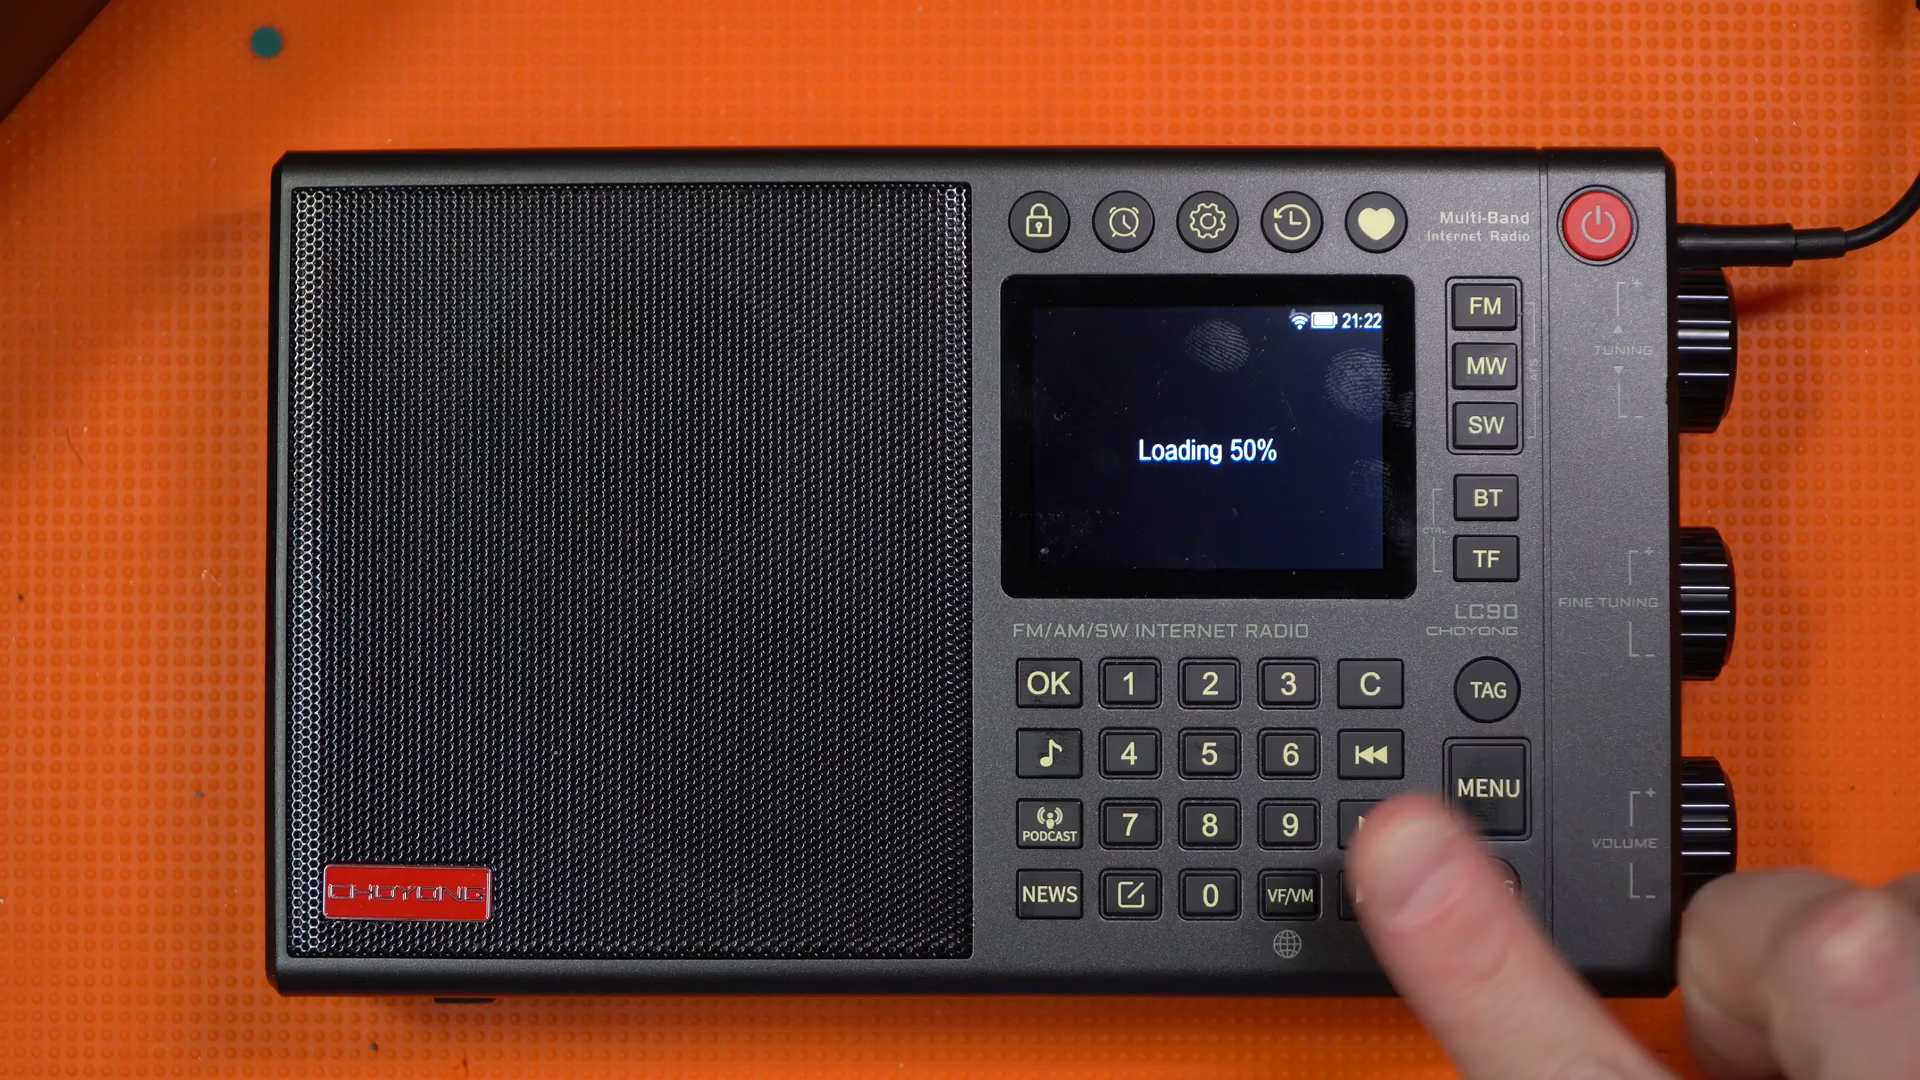 Multi-Band
Internet Radio
21:22
Loading 50%
FM
MW
SW
ATS
BT
TF
CTRL
TUNING
FINE TUNING
VOLUME
LC90
CHOYONG
FM/AM/SW INTERNET RADIO
OK 1 2 3 C
TAG
4 5 6
MENU
PODCAST 7 8 9
NEWS 0 VF/VM
CHOYONG